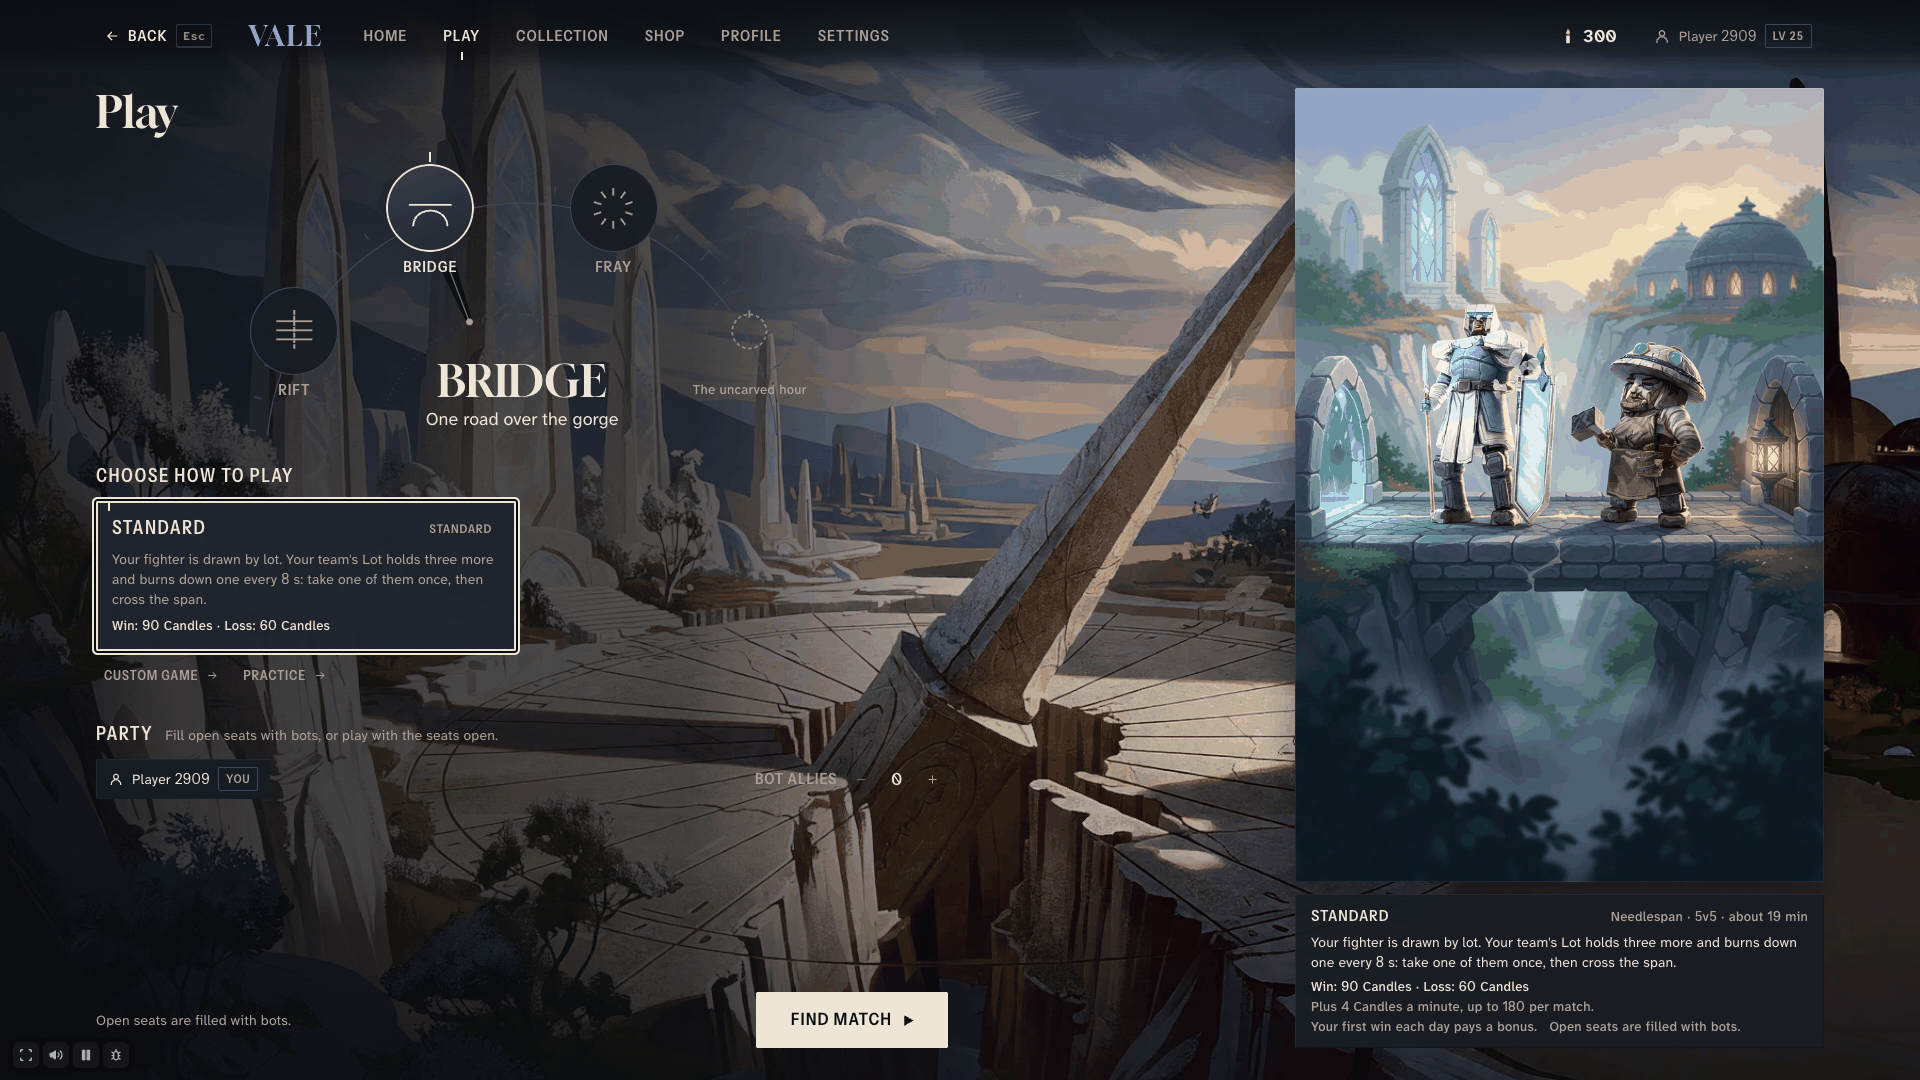 BACK Esc VALE HOME PLAY COLLECTION SHOP PROFILE SETTINGS 300 Player 2909 LV 25
Play
BRIDGE
FRAY
RIFT
The uncarved hour
BRIDGE
One road over the gorge
CHOOSE HOW TO PLAY
STANDARD STANDARD
Your fighter is drawn by lot. Your team's Lot holds three more
and burns down one every 8 s: take one of them once, then
cross the span.
Win: 90 Candles · Loss: 60 Candles
CUSTOM GAME → PRACTICE →
PARTY Fill open seats with bots, or play with the seats open.
Player 2909 YOU
BOT ALLIES − 0 +
Open seats are filled with bots.
FIND MATCH
STANDARD Needlespan · 5v5 · about 19 min
Your fighter is drawn by lot. Your team's Lot holds three more and burns down
one every 8 s: take one of them once, then cross the span.
Win: 90 Candles · Loss: 60 Candles
Plus 4 Candles a minute, up to 180 per match.
Your first win each day pays a bonus. Open seats are filled with bots.